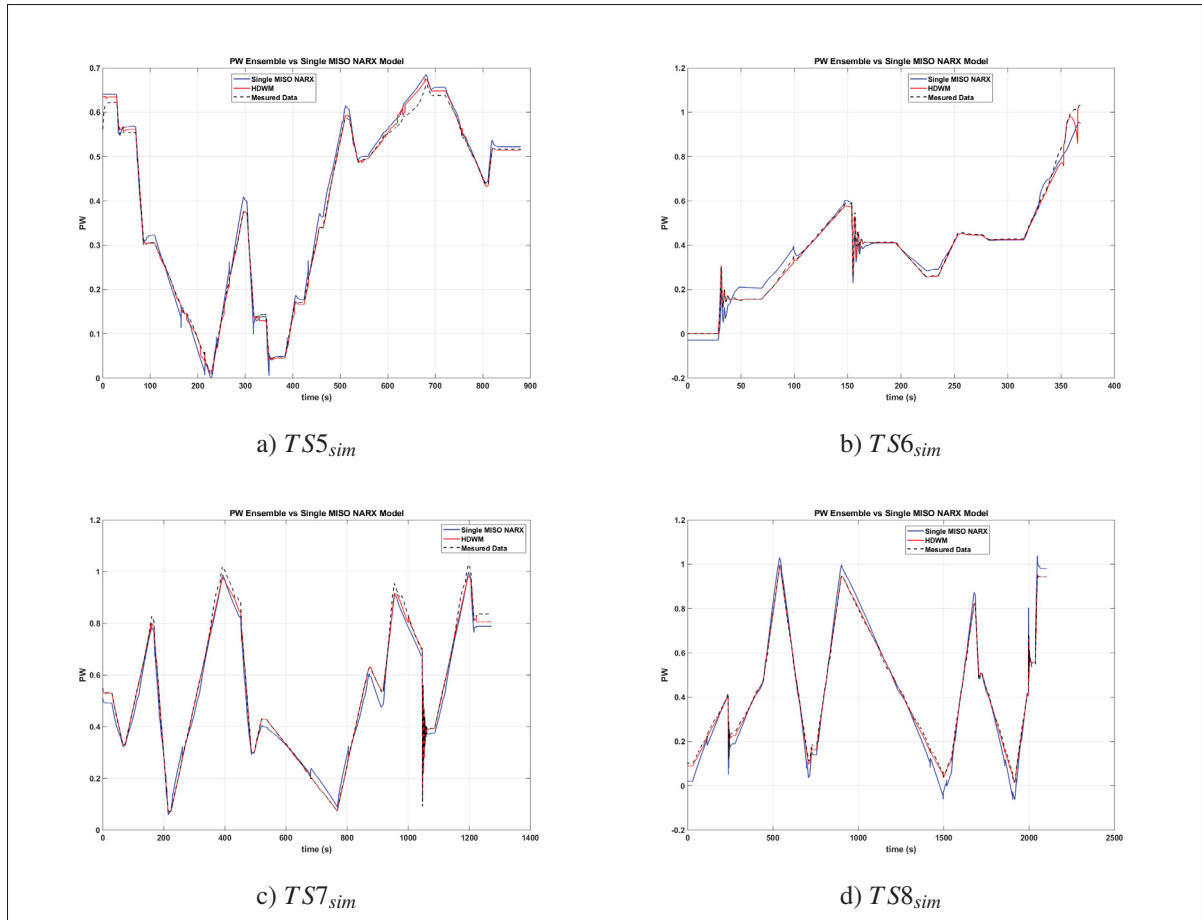 PW Ensemble vs Single MISO NARX Model
Single MISO NARX
HDWM
Mesured Data
PW
0.7
0.6
0.5
0.4
0.3
0.2
0.1
0
0 100 200 300 400 500 600 700 800 900
time (s)
a) TS5sim
PW Ensemble vs Single MISO NARX Model
Single MISO NARX
HDWM
Mesured Data
PW
1.2
1
0.8
0.6
0.4
0.2
0
-0.2
0 50 100 150 200 250 300 350 400
time (s)
b) TS6sim
PW Ensemble vs Single MISO NARX Model
Single MISO NARX
HDWM
Mesured Data
PW
1.2
1
0.8
0.6
0.4
0.2
0
0 200 400 600 800 1000 1200 1400
time (s)
c) TS7sim
PW Ensemble vs Single MISO NARX Model
Single MISO NARX
HDWM
Mesured Data
PW
1.2
1
0.8
0.6
0.4
0.2
0
-0.2
0 500 1000 1500 2000 2500
time (s)
d) TS8sim